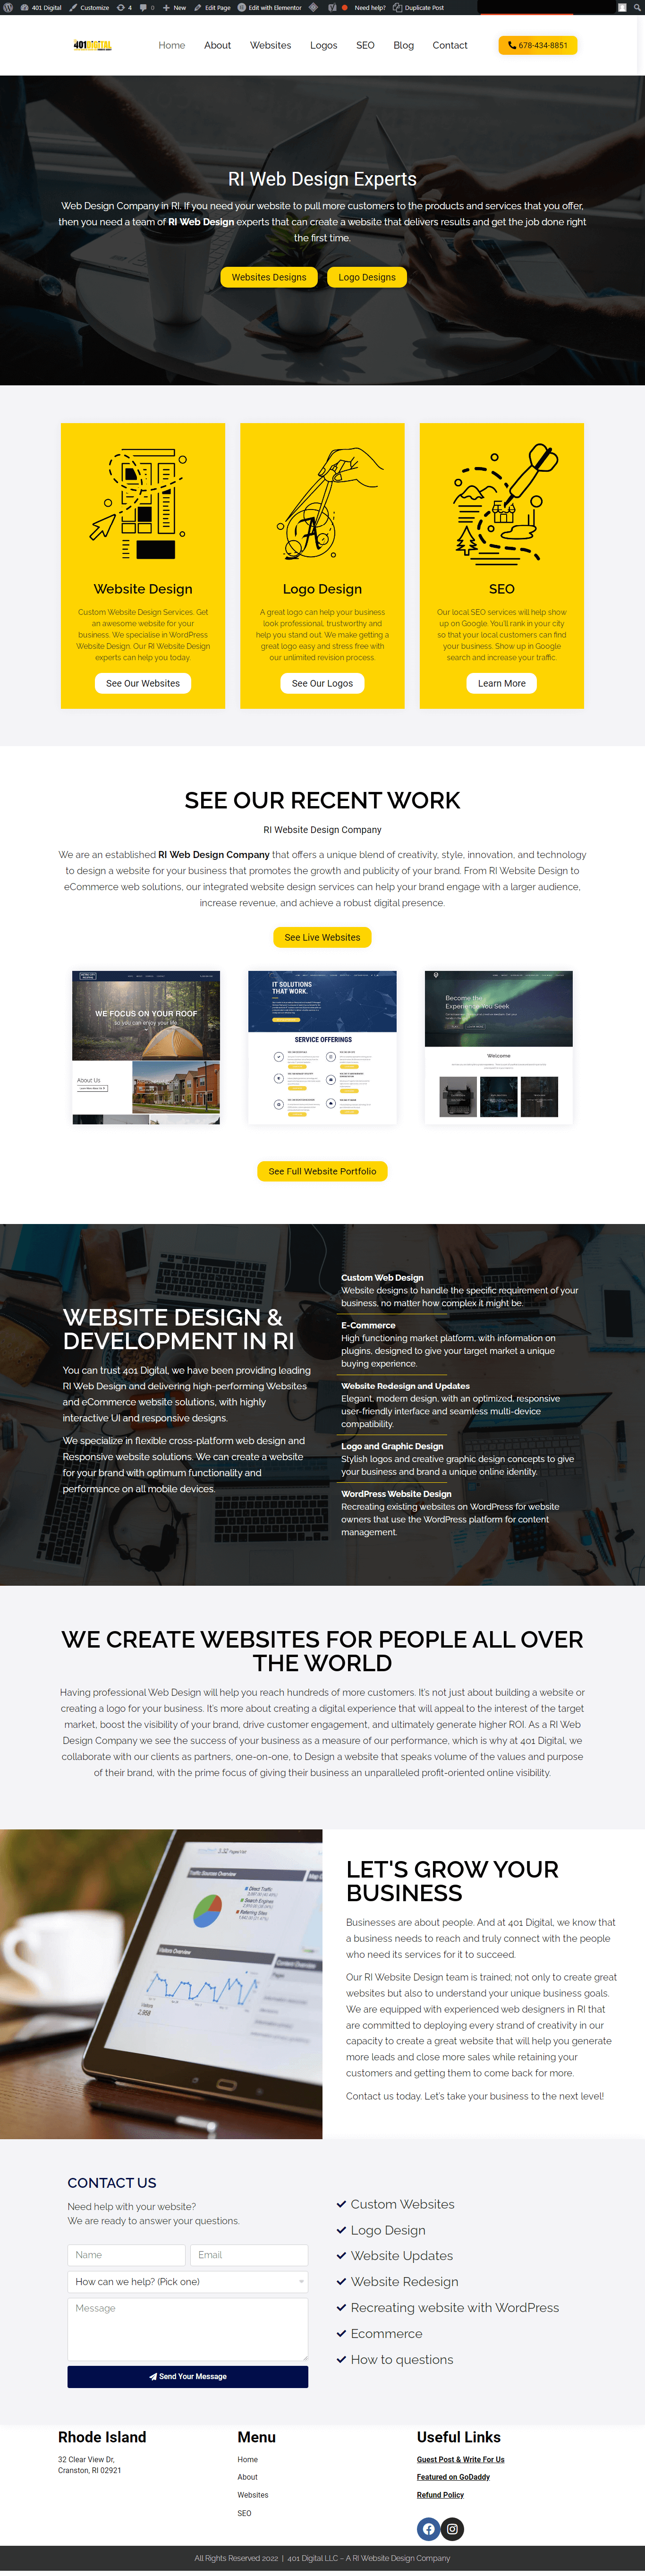 401 Digital Customize 4 0 New Edit Page Edit with Elementor Need help? Duplicate Post
401DIGITAL
Home About Websites Logos SEO Blog Contact 678-434-8851
RI Web Design Experts
Web Design Company in RI. If you need your website to pull more customers to the products and services that you offer,
then you need a team of RI Web Design experts that can create a website that delivers results and get the job done right
the first time.
Websites Designs Logo Designs
Website Design
Custom Website Design Services. Get
an awesome website for your
business. We specialise in WordPress
Website Design. Our RI Website Design
experts can help you today.
See Our Websites
Logo Design
A great logo can help your business
look professional, trustworthy and
help you stand out. We make getting a
great logo easy and stress free with
our unlimited revision process.
See Our Logos
SEO
Our local SEO services will help show
up on Google. You'll rank in your city
so that your local customers can find
your business. Show up in Google
search and increase your traffic.
Learn More
SEE OUR RECENT WORK
RI Website Design Company
We are an established RI Web Design Company that offers a unique blend of creativity, style, innovation, and technology
to design a website for your business that promotes the growth and publicity of your brand. From RI Website Design to
eCommerce web solutions, our integrated website design services can help your brand engage with a larger audience,
increase revenue, and achieve a robust digital presence.
See Live Websites
WE FOCUS ON YOUR ROOF
so you can enjoy your life.
About Us
IT SOLUTIONS
THAT WORK.
SERVICE OFFERINGS
Become the
Experience You Seek
Welcome
See Full Website Portfolio
WEBSITE DESIGN &
DEVELOPMENT IN RI
You can trust 401 Digital, we have been providing leading
RI Web Design and delivering high-performing Websites
and eCommerce website solutions, with highly
interactive UI and responsive designs.
We specialize in flexible cross-platform web design and
Responsive website solutions. We can create a website
for your brand with optimum functionality and
performance on all mobile devices.
Custom Web Design
Website designs to handle the specific requirement of your
business, no matter how complex it might be.
E-Commerce
High functioning market platform, with information on
plugins, designed to give your target market a unique
buying experience.
Website Redesign and Updates
Elegant, modern design, with an optimized, responsive
user-friendly interface and seamless multi-device
compatibility.
Logo and Graphic Design
Stylish logos and creative graphic design concepts to give
your business and brand a unique online identity.
WordPress Website Design
Recreating existing websites on WordPress for website
owners that use the WordPress platform for content
management.
WE CREATE WEBSITES FOR PEOPLE ALL OVER
THE WORLD
Having professional Web Design will help you reach hundreds of more customers. It's not just about building a website or
creating a logo for your business. It's more about creating a digital experience that will appeal to the interest of the target
market, boost the visibility of your brand, drive customer engagement, and ultimately generate higher ROI. As a RI Web
Design Company we see the success of your business as a measure of our performance, which is why at 401 Digital, we
collaborate with our clients as partners, one-on-one, to Design a website that speaks volume of the values and purpose
of their brand, with the prime focus of giving their business an unparalleled profit-oriented online visibility.
Traffic Sources Overview
Direct Traffic
Search Engines
Referring Sites
Visitors Overview
Visitors
2,958
LET'S GROW YOUR
BUSINESS
Businesses are about people. And at 401 Digital, we know that
a business needs to reach and truly connect with the people
who need its services for it to succeed.
Our RI Website Design team is trained; not only to create great
websites but also to understand your unique business goals.
We are equipped with experienced web designers in RI that
are committed to deploying every strand of creativity in our
capacity to create a great website that will help you generate
more leads and close more sales while retaining your
customers and getting them to come back for more.
Contact us today. Let's take your business to the next level!
CONTACT US
Need help with your website?
We are ready to answer your questions.
Name Email
How can we help? (Pick one)
Message
Send Your Message
Custom Websites
Logo Design
Website Updates
Website Redesign
Recreating website with WordPress
Ecommerce
How to questions
Rhode Island
32 Clear View Dr,
Cranston, RI 02921
Menu
Home
About
Websites
SEO
Useful Links
Guest Post & Write For Us
Featured on GoDaddy
Refund Policy
All Rights Reserved 2022 | 401 Digital LLC – A RI Website Design Company